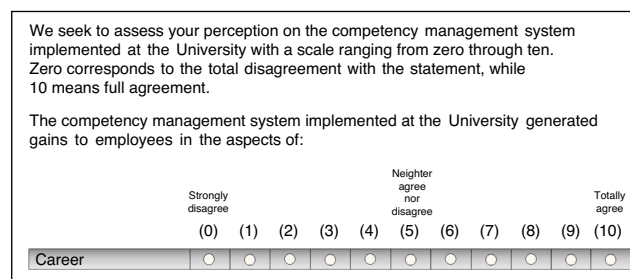 We seek to assess your perception on the competency management system
implemented at the University with a scale ranging from zero through ten.
Zero corresponds to the total disagreement with the statement, while
10 means full agreement.
The competency management system implemented at the University generated
gains to employees in the aspects of:
Strongly
disagree
Neighter
agree
nor
disagree
Totally
agree
(0) (1) (2) (3) (4) (5) (6) (7) (8) (9) (10)
Career